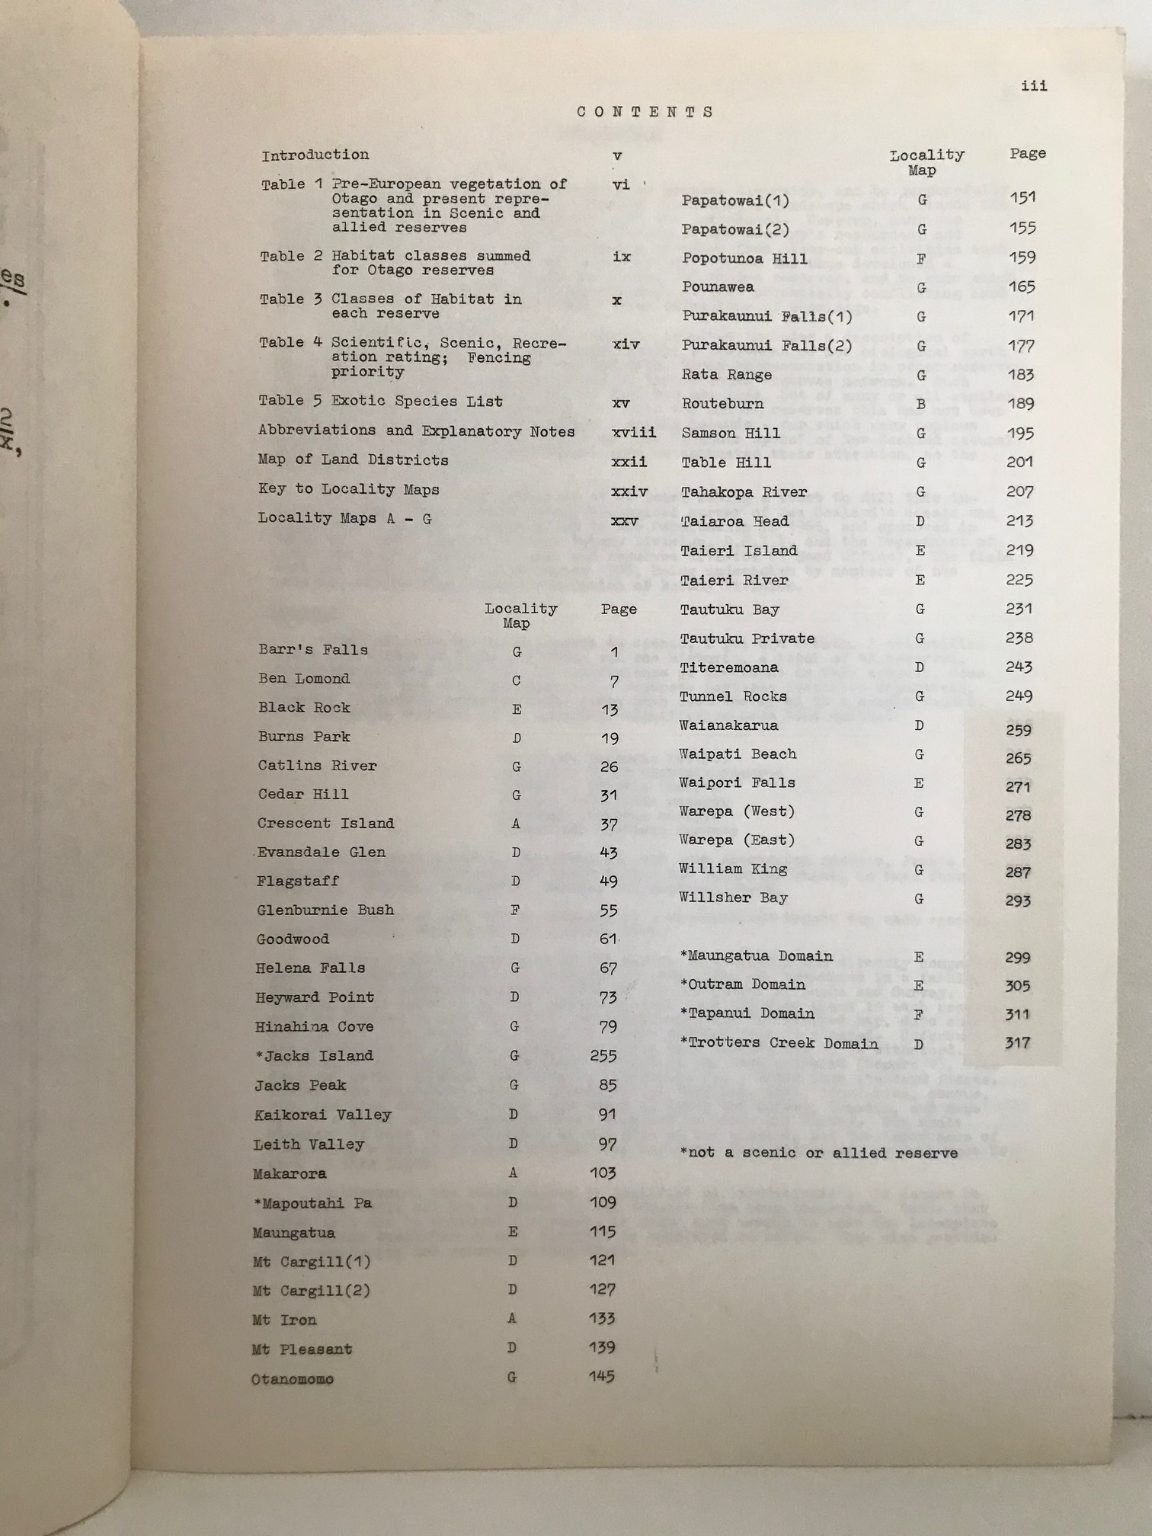 iii
CONTENTS
Introduction v
Table 1 Pre-European vegetation of vi
Otago and present repre-
sentation in Scenic and
allied reserves
Table 2 Habitat classes summed ix
for Otago reserves
Table 3 Classes of Habitat in x
each reserve
Table 4 Scientific, Scenic, Recre- xiv
ation rating; Fencing
priority
Table 5 Exotic Species List xv
Abbreviations and Explanatory Notes xviii
Map of Land Districts xxii
Key to Locality Maps xxiv
Locality Maps A - G xxv
Locality Page
Map
Barr's Falls G 1
Ben Lomond C 7
Black Rock E 13
Burns Park D 19
Catlins River G 26
Cedar Hill G 31
Crescent Island A 37
Evansdale Glen D 43
Flagstaff D 49
Glenburnie Bush F 55
Goodwood D 61
Helena Falls G 67
Heyward Point D 73
Hinahina Cove G 79
*Jacks Island G 255
Jacks Peak G 85
Kaikorai Valley D 91
Leith Valley D 97
Makarora A 103
*Mapoutahi Pa D 109
Maungatua E 115
Mt Cargill(1) D 121
Mt Cargill(2) D 127
Mt Iron A 133
Mt Pleasant D 139
Otanomomo G 145
Locality Page
Map
Papatowai(1) G 151
Papatowai(2) G 155
Popotunoa Hill F 159
Pounawea G 165
Purakaunui Falls(1) G 171
Purakaunui Falls(2) G 177
Rata Range G 183
Routeburn B 189
Samson Hill G 195
Table Hill G 201
Tahakopa River G 207
Taiaroa Head D 213
Taieri Island E 219
Taieri River E 225
Tautuku Bay G 231
Tautuku Private G 238
Titeremoana D 243
Tunnel Rocks G 249
Waianakarua D 259
Waipati Beach G 265
Waipori Falls E 271
Warepa (West) G 278
Warepa (East) G 283
William King G 287
Willsher Bay G 293
*Maungatua Domain E 299
*Outram Domain E 305
*Tapanui Domain F 311
*Trotters Creek Domain D 317
*not a scenic or allied reserve